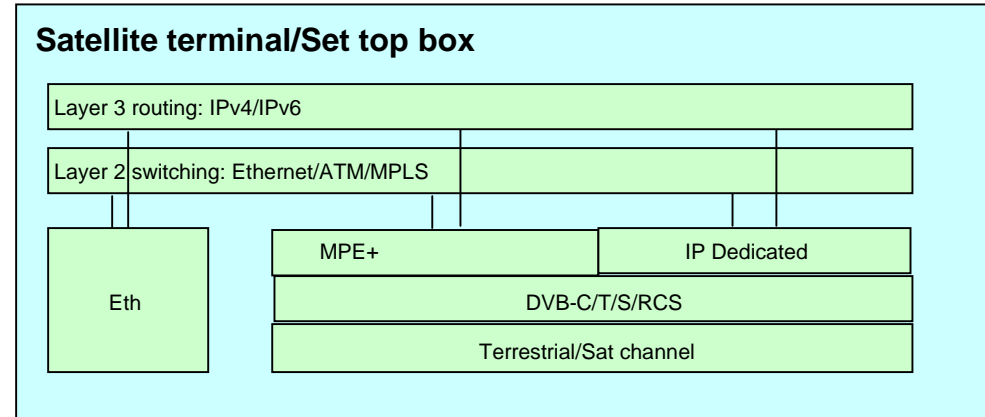 Satellite terminal/Set top box
Layer 3 routing: IPv4/IPv6
Layer 2 switching: Ethernet/ATM/MPLS
MPE+
IP Dedicated
Eth
DVB-C/T/S/RCS
Terrestrial/Sat channel